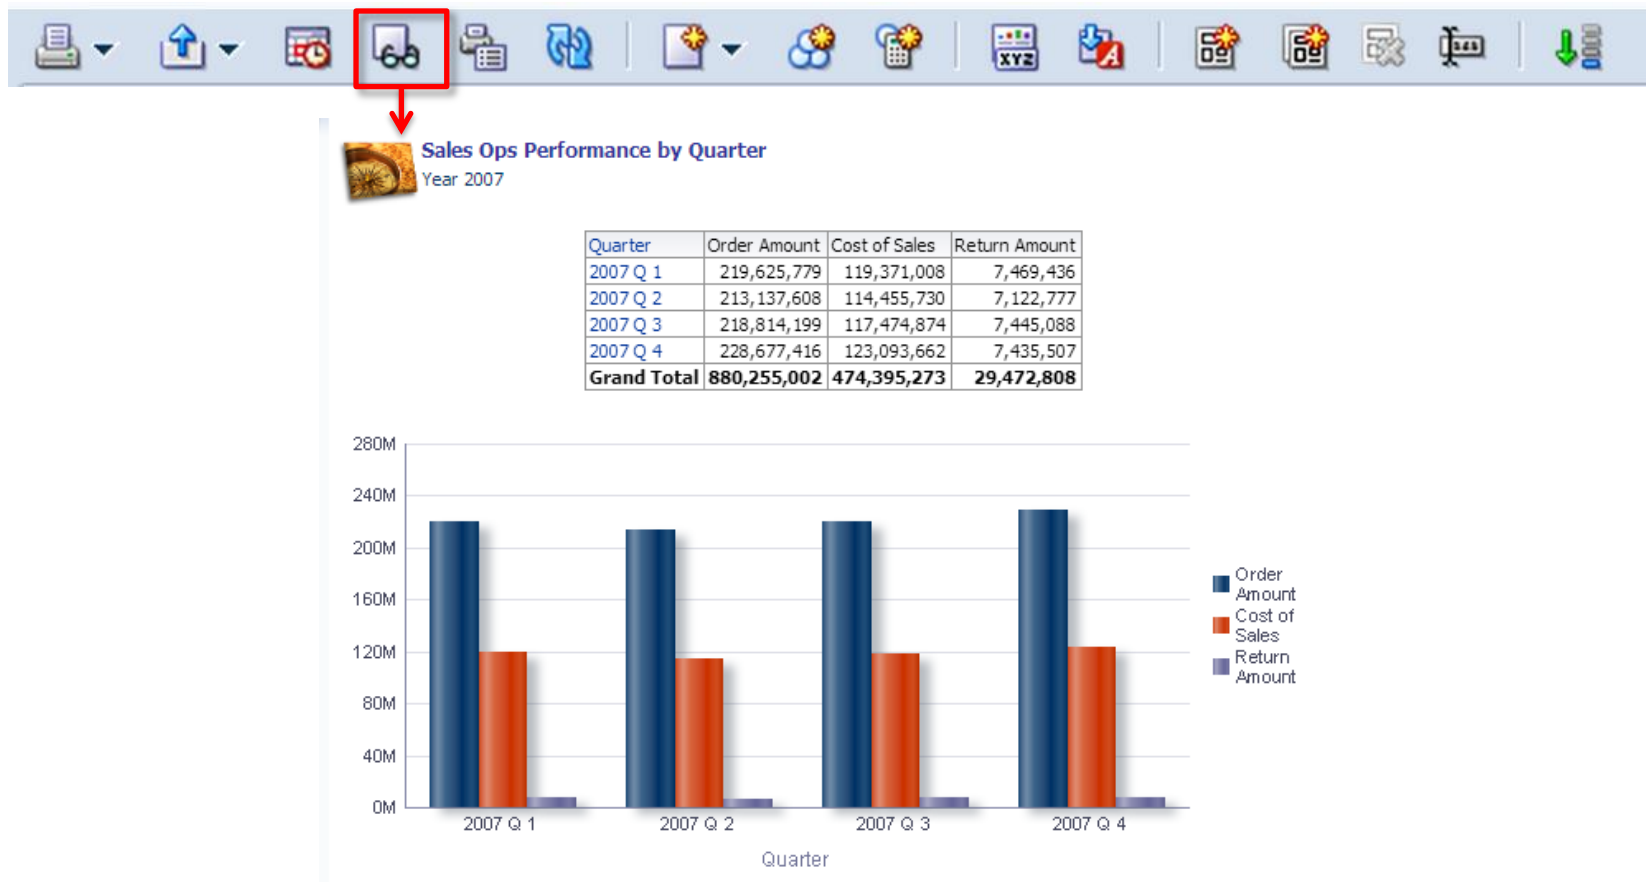 XYZ
A
Sales Ops Performance by Quarter
Year 2007
Quarter Order Amount Cost of Sales Return Amount
2007 Q 1 219,625,779 119,371,008 7,469,436
2007 Q 2 213,137,608 114,455,730 7,122,777
2007 Q 3 218,814,199 117,474,874 7,445,088
2007 Q 4 228,677,416 123,093,662 7,435,507
Grand Total 880,255,002 474,395,273 29,472,808
280M
240M
200M
160M
120M
80M
40M
0M
2007 Q 1 2007 Q 2 2007 Q 3 2007 Q 4
Quarter
Order
Amount
Cost of
Sales
Return
Amount